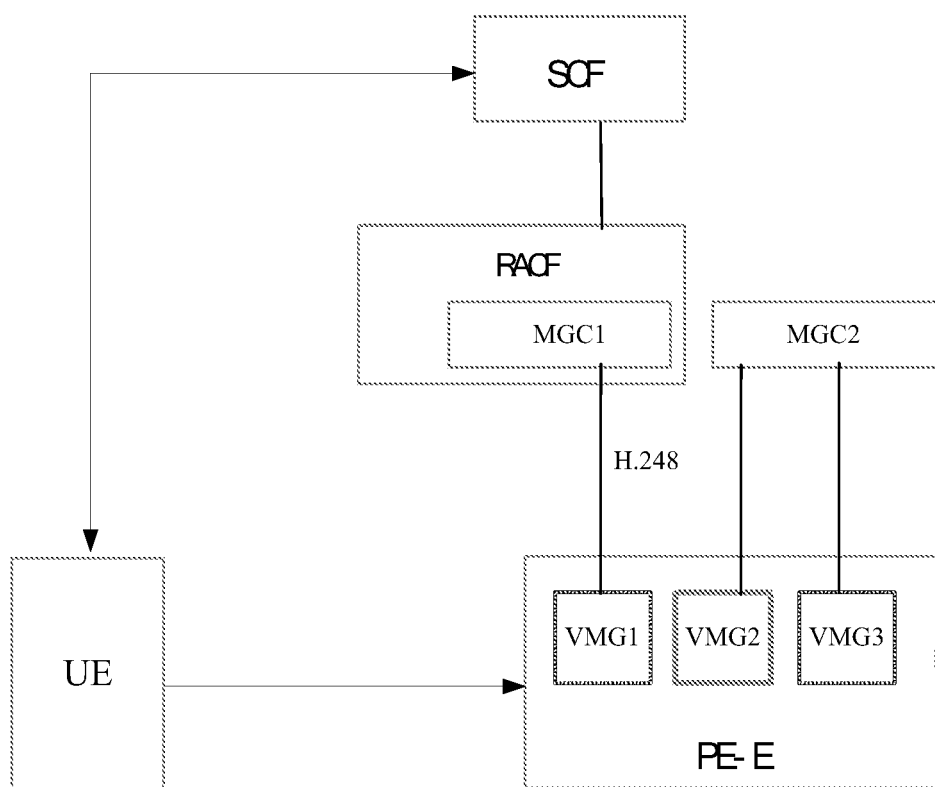 SCF
RACF
MGC1
MGC2
H.248
VMG1
VMG2
VMG3
UE
PE-E